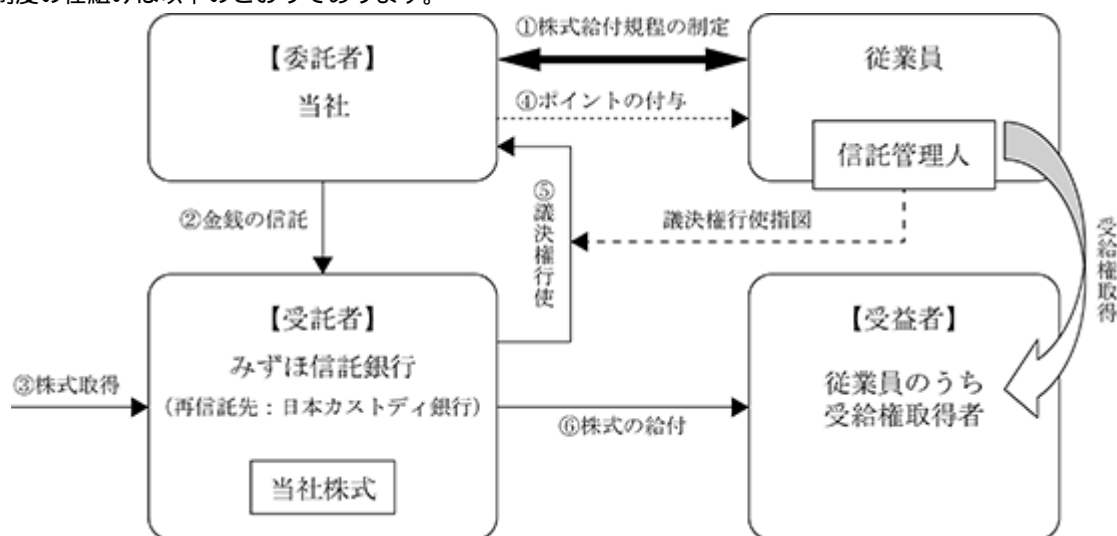 制度の仕組みは以下のとおりであります。
①株式給付規程の制定
【委託者】
当社
従業員
④ポイントの付与
信託管理人
②金銭の信託
⑤議決権行使
議決権行使指図
受給権取得
【受託者】
みずほ信託銀行
(再信託先:日本カストディ銀行)
当社株式
③株式取得
⑥株式の給付
【受益者】
従業員のうち
受給権取得者